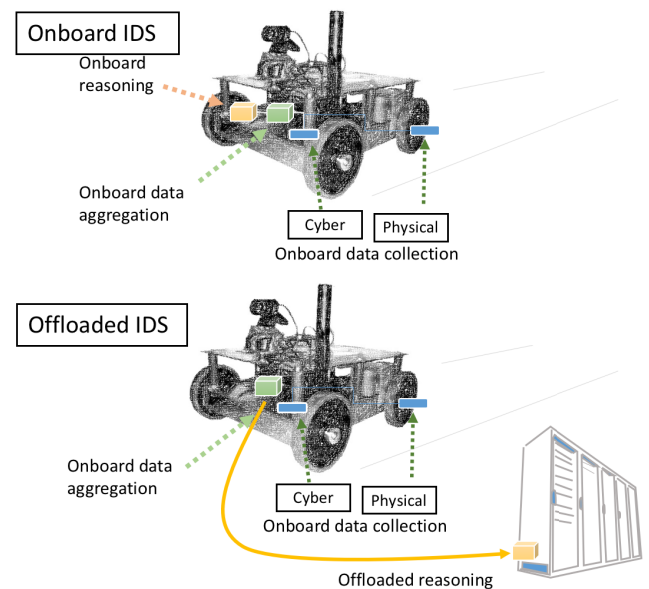 Onboard IDS
Onboard
reasoning
Onboard data
aggregation
Cyber
Physical
Onboard data collection
Offloaded IDS
Onboard data
aggregation
Cyber
Physical
Onboard data collection
Offloaded reasoning